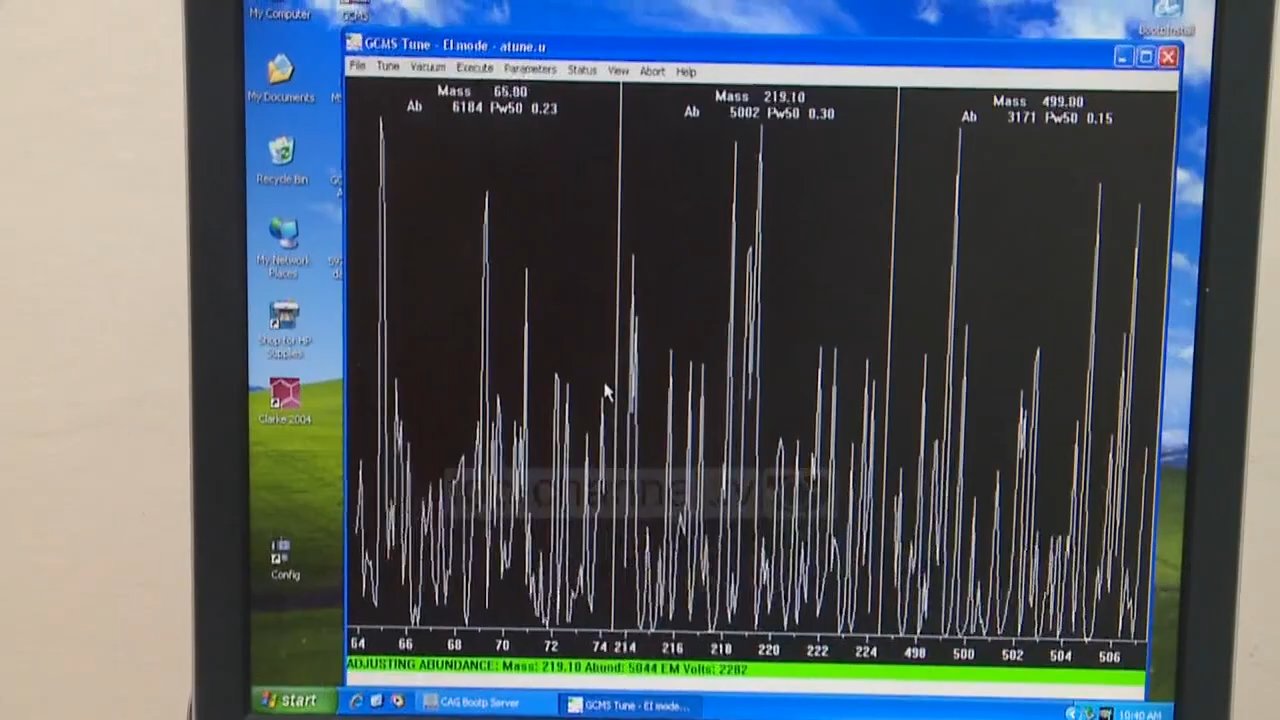 My Computer
GCMS
BootpInstall
GCMS Tune - EI mode - atune.u
File Tune Vacuum Execute Parameters Status View Abort Help
Mass 65.00
Ab 6184 Pw50 0.23
Mass 219.10
Ab 5002 Pw50 0.30
Mass 499.00
Ab 3171 Pw50 0.15
My Documents
Recycle Bin
My Network
Places
Shop for HP
Supplies
Clarke 2004
Config
64 66 68 70 72 74 214 216 218 220 222 224 498 500 502 504 506
ADJUSTING ABUNDANCE: Mass: 219.10 Abund: 5044 EM Volts: 2282
start
CAG Bootp Server
GCMS Tune - EI mode...
10:40 AM